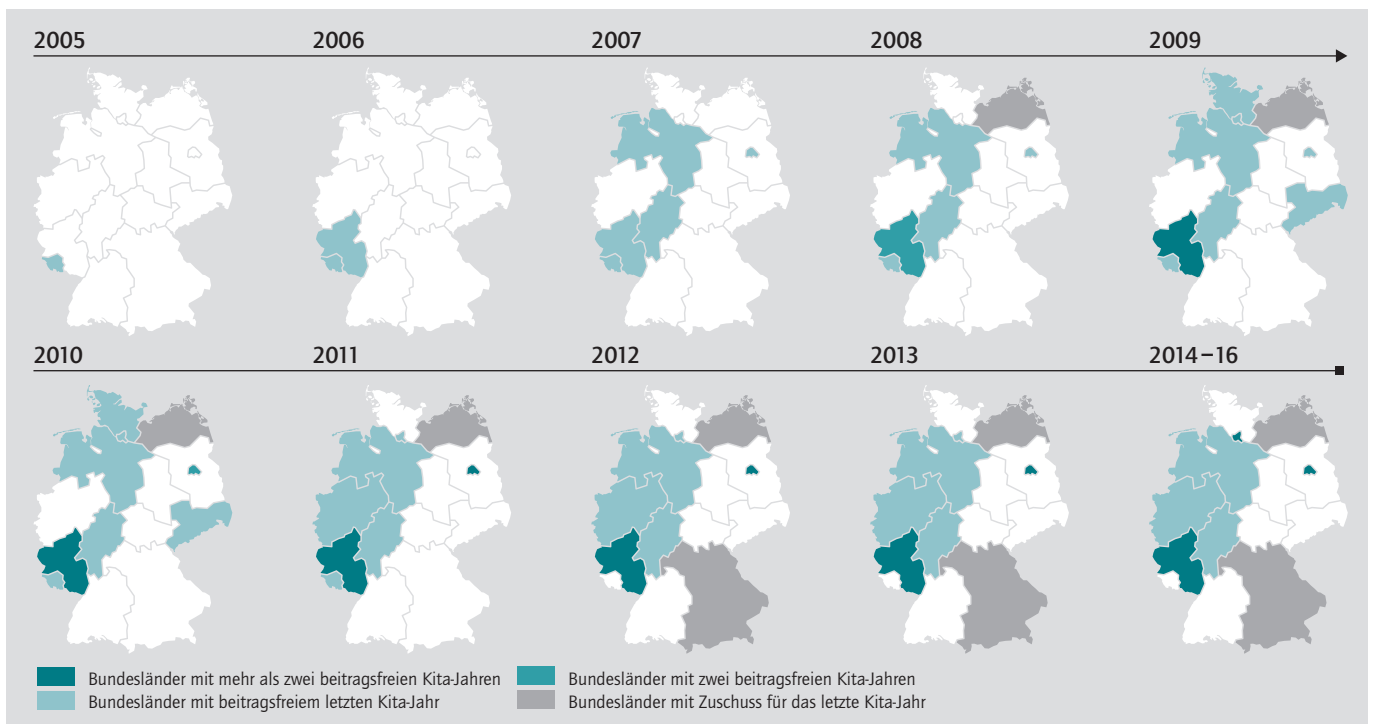 2005 2006 2007 2008 2009
2010 2011 2012 2013 2014–16
Bundesländer mit mehr als zwei beitragsfreien Kita-Jahren
Bundesländer mit zwei beitragsfreien Kita-Jahren
Bundesländer mit beitragsfreiem letzten Kita-Jahr
Bundesländer mit Zuschuss für das letzte Kita-Jahr